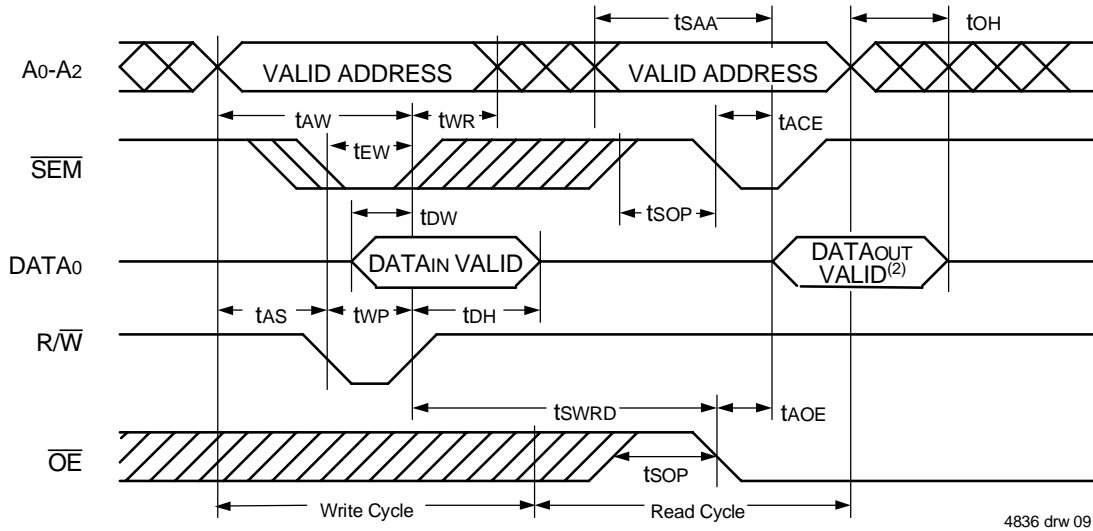 tSAA
tOH
A0-A2
VALID ADDRESS
VALID ADDRESS
tAW
tWR
tACE
tEW
SEM
tSOP
tDW
DATA0
DATAIN VALID
DATAOUT
VALID(2)
tAS
tWP
tDH
R/W
tSWRD
tAOE
OE
tSOP
Write Cycle
Read Cycle
4836 drw 09